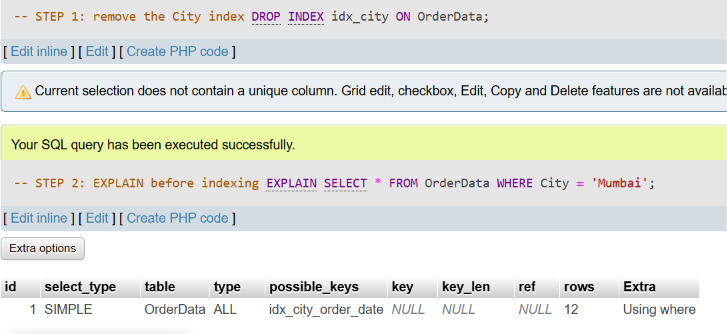 -- STEP 1: remove the City index DROP INDEX idx_city ON OrderData;
[ Edit inline ] [ Edit ] [ Create PHP code ]
Current selection does not contain a unique column. Grid edit, checkbox, Edit, Copy and Delete features are not
Your SQL query has been executed successfully.
-- STEP 2: EXPLAIN before indexing EXPLAIN SELECT * FROM OrderData WHERE City = 'Mumbai';
[ Edit inline ] [ Edit ] [ Create PHP code ]
Extra options
id select_type table type possible_keys key key_len ref rows Extra
1 SIMPLE OrderData ALL idx_city_order_date NULL NULL NULL 12 Using where